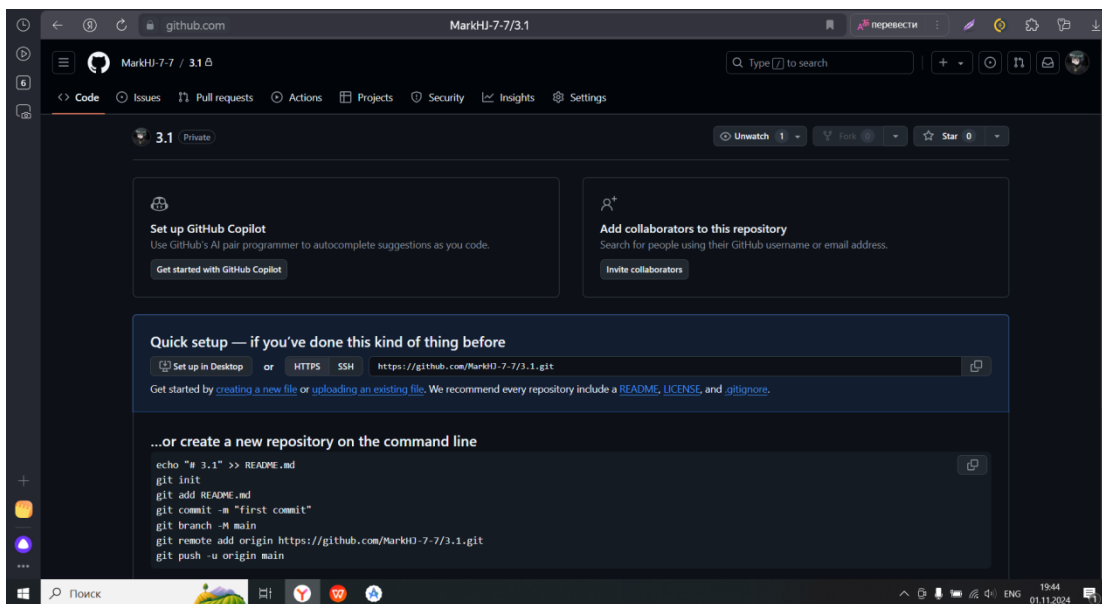 github.com
MarkHJ-7-7/3.1
перевести
6
MarkHJ-7-7 / 3.1
Type / to search
Code
Issues
Pull requests
Actions
Projects
Security
Insights
Settings
3.1 Private
Unwatch 1
Fork 0
Star 0
Set up GitHub Copilot
Use GitHub's AI pair programmer to autocomplete suggestions as you code.
Get started with GitHub Copilot
Add collaborators to this repository
Search for people using their GitHub username or email address.
Invite collaborators
Quick setup — if you've done this kind of thing before
Set up in Desktop or HTTPS SSH https://github.com/MarkHJ-7-7/3.1.git
Get started by creating a new file or uploading an existing file. We recommend every repository include a README, LICENSE, and .gitignore.
...or create a new repository on the command line
echo "# 3.1" >> README.md
git init
git add README.md
git commit -m "first commit"
git branch -M main
git remote add origin https://github.com/MarkHJ-7-7/3.1.git
git push -u origin main
Поиск
ENG
19:44
01.11.2024